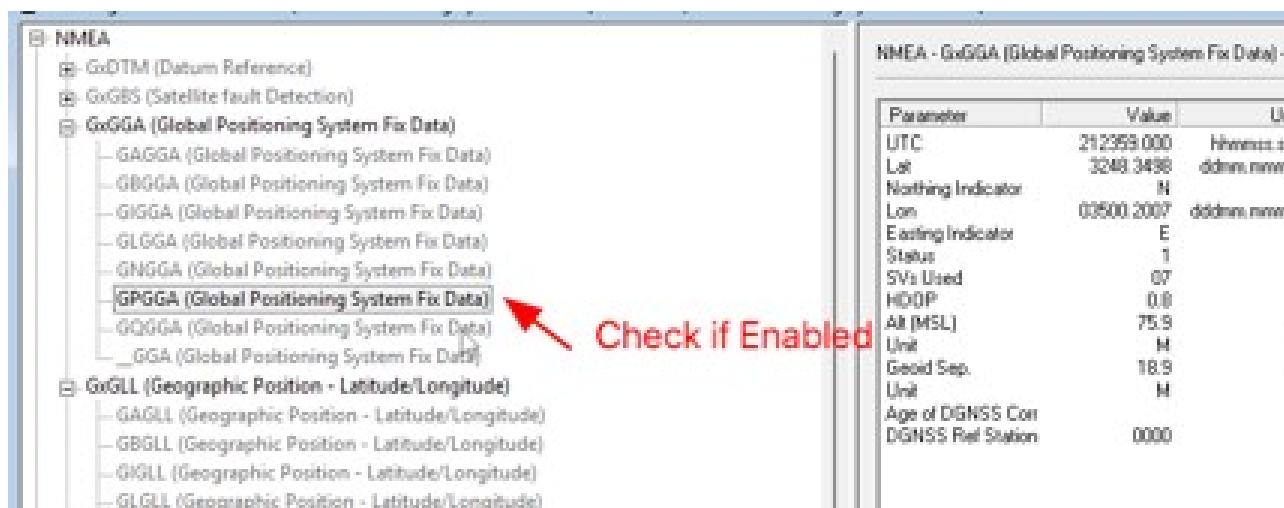 NMEA
GxDTM (Datum Reference)
GxGBS (Satellite fault Detection)
GxGGA (Global Positioning System Fix Data)
GAGGA (Global Positioning System Fix Data)
GBGGA (Global Positioning System Fix Data)
GIGGA (Global Positioning System Fix Data)
GLGGA (Global Positioning System Fix Data)
GNGGA (Global Positioning System Fix Data)
GPGGA (Global Positioning System Fix Data)
GQGGA (Global Positioning System Fix Data)
__GGA (Global Positioning System Fix Data)
GxGLL (Geographic Position - Latitude/Longitude)
GAGLL (Geographic Position - Latitude/Longitude)
GBGLL (Geographic Position - Latitude/Longitude)
GIGLL (Geographic Position - Latitude/Longitude)
GLGLL (Geographic Position - Latitude/Longitude)
Check if Enabled
NMEA - GxGGA (Global Positioning System Fix Data) -
Parameter Value
UTC 212359.000
Lat 3248.3498
Northing Indicator N
Lon 03500.2007
Easting Indicator E
Status 1
SVs Used 07
HDOP 0.8
Alt (MSL) 75.9
Unit M
Geoid Sep. 18.9
Unit M
Age of DGNSS Corr
DGNSS Ref Station 0000